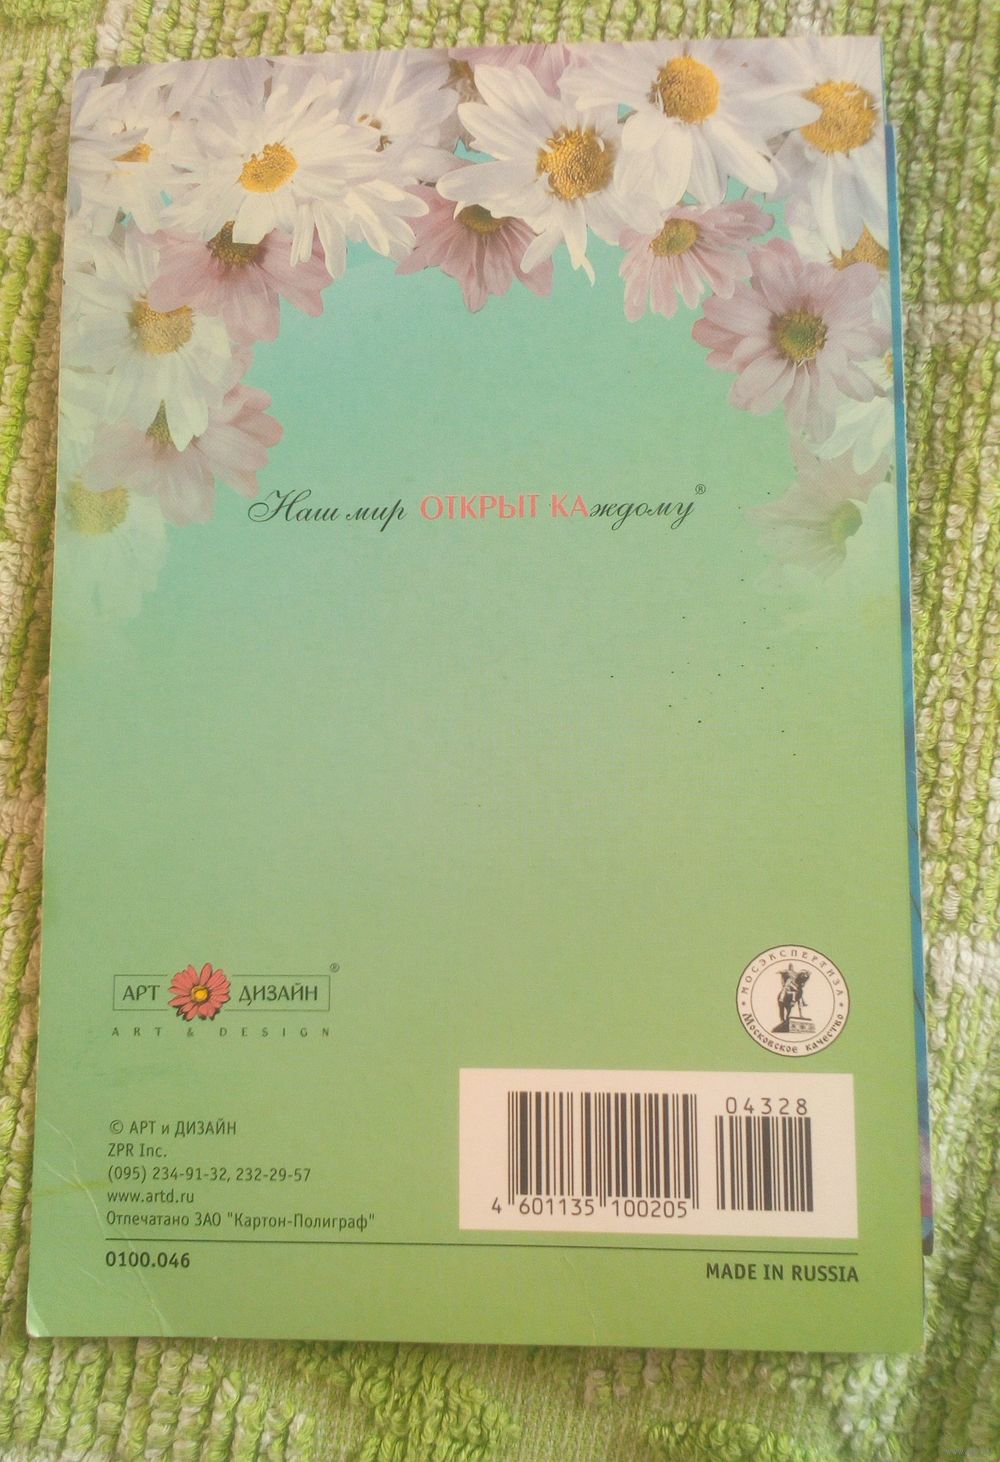 Наш мир ОТКРЫТ КАждому®
АРТ ДИЗАЙН ®
ART & DESIGN
МОСЭКСПЕРТИЗА
Московское качество
© АРТ и ДИЗАЙН
ZPR Inc.
(095) 234-91-32, 232-29-57
www.artd.ru
Отпечатано ЗАО "Картон-Полиграф"
04328
4 601135 100205
0100.046
MADE IN RUSSIA